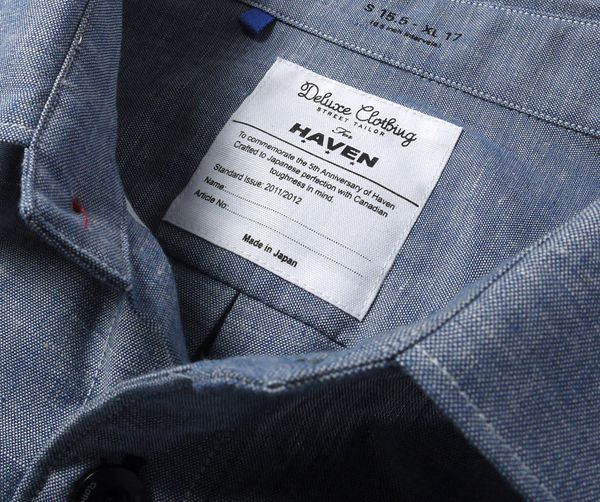 S 15.5 - XL 17
Deluxe Clothing
STREET TAILOR
For
HAVEN
To commemorate the 5th Anniversary of Haven
Crafted to Japanese perfection with Canadian
toughness in mind.
Standard Issue: 2011/2012
Name:
Article No:
Made in Japan